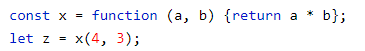 const x = function (a, b) {return a * b};
let z = x(4, 3);